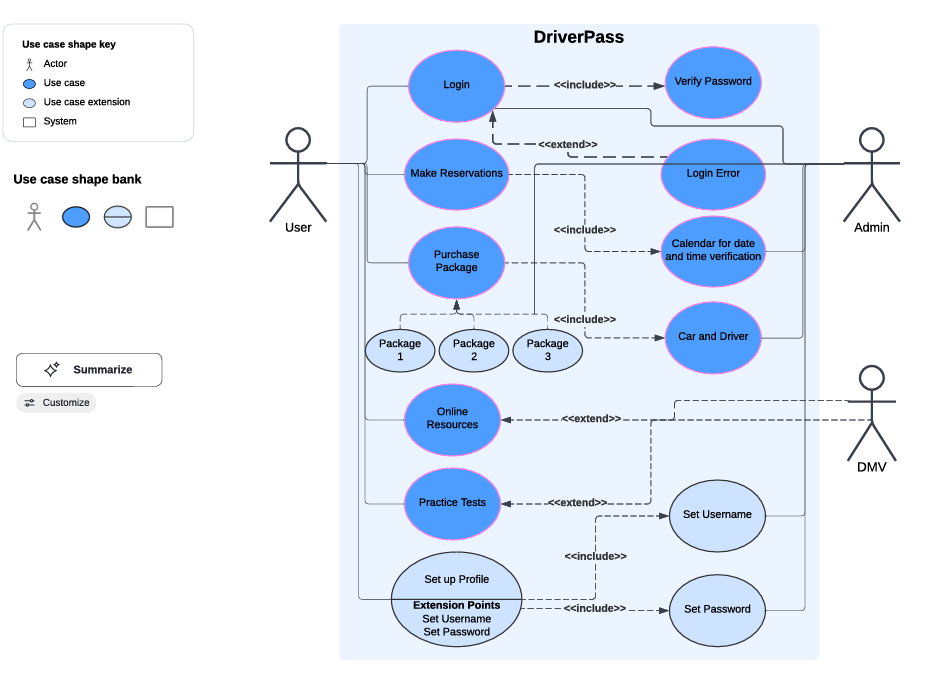 Use case shape key
Actor
Use case
Use case extension
System
Use case shape bank
Summarize
Customize
DriverPass
Login
<<include>>
Verify Password
<<extend>>
Make Reservations
Login Error
User
Admin
<<include>>
Purchase
Package
Calendar for date
and time verification
<<include>>
Package
1
Package
2
Package
3
Car and Driver
Online
Resources
<<extend>>
DMV
Practice Tests
<<extend>>
Set Username
<<include>>
Set up Profile
Extension Points
Set Username
Set Password
<<include>>
Set Password